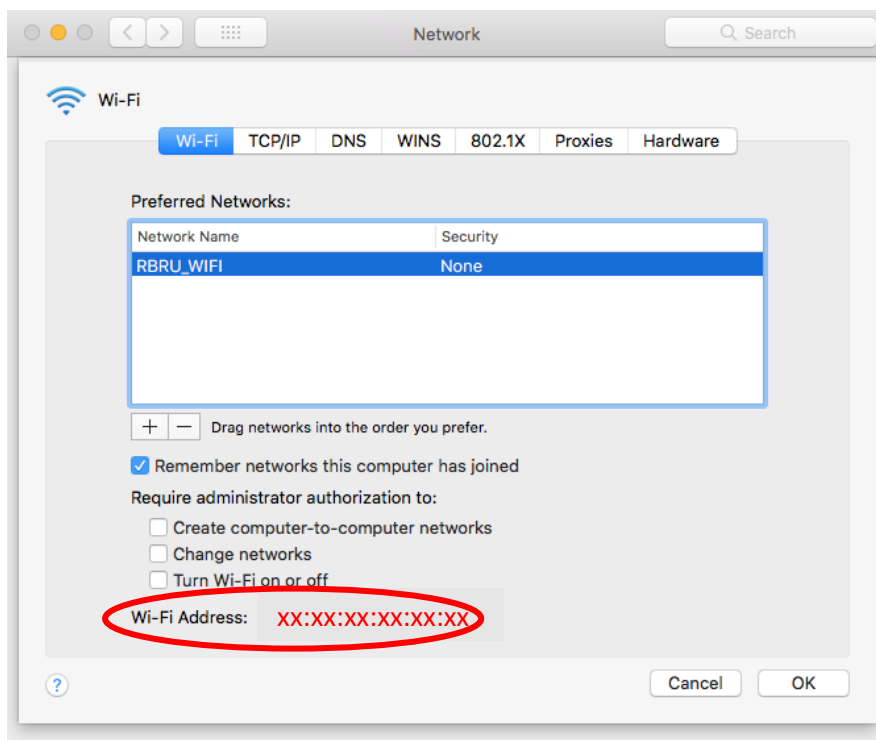 Network
Search
Wi-Fi
Wi-Fi TCP/IP DNS WINS 802.1X Proxies Hardware
Preferred Networks:
Network Name Security
RBRU_WIFI None
+ − Drag networks into the order you prefer.
Remember networks this computer has joined
Require administrator authorization to:
Create computer-to-computer networks
Change networks
Turn Wi-Fi on or off
Wi-Fi Address: xx:xx:xx:xx:xx:xx
? Cancel OK